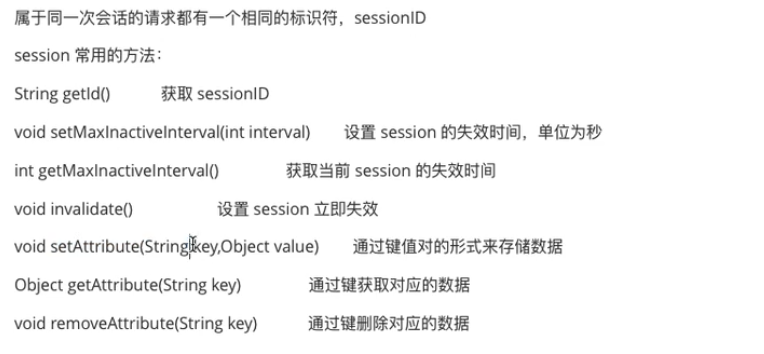 属于同一次会话的请求都有一个相同的标识符，sessionID
session 常用的方法：
String getId() 获取 sessionID
void setMaxInactiveInterval(int interval) 设置 session 的失效时间，单位为秒
int getMaxInactiveInterval() 获取当前 session 的失效时间
void invalidate() 设置 session 立即失效
void setAttribute(String key,Object value) 通过键值对的形式来存储数据
Object getAttribute(String key) 通过键获取对应的数据
void removeAttribute(String key) 通过键删除对应的数据